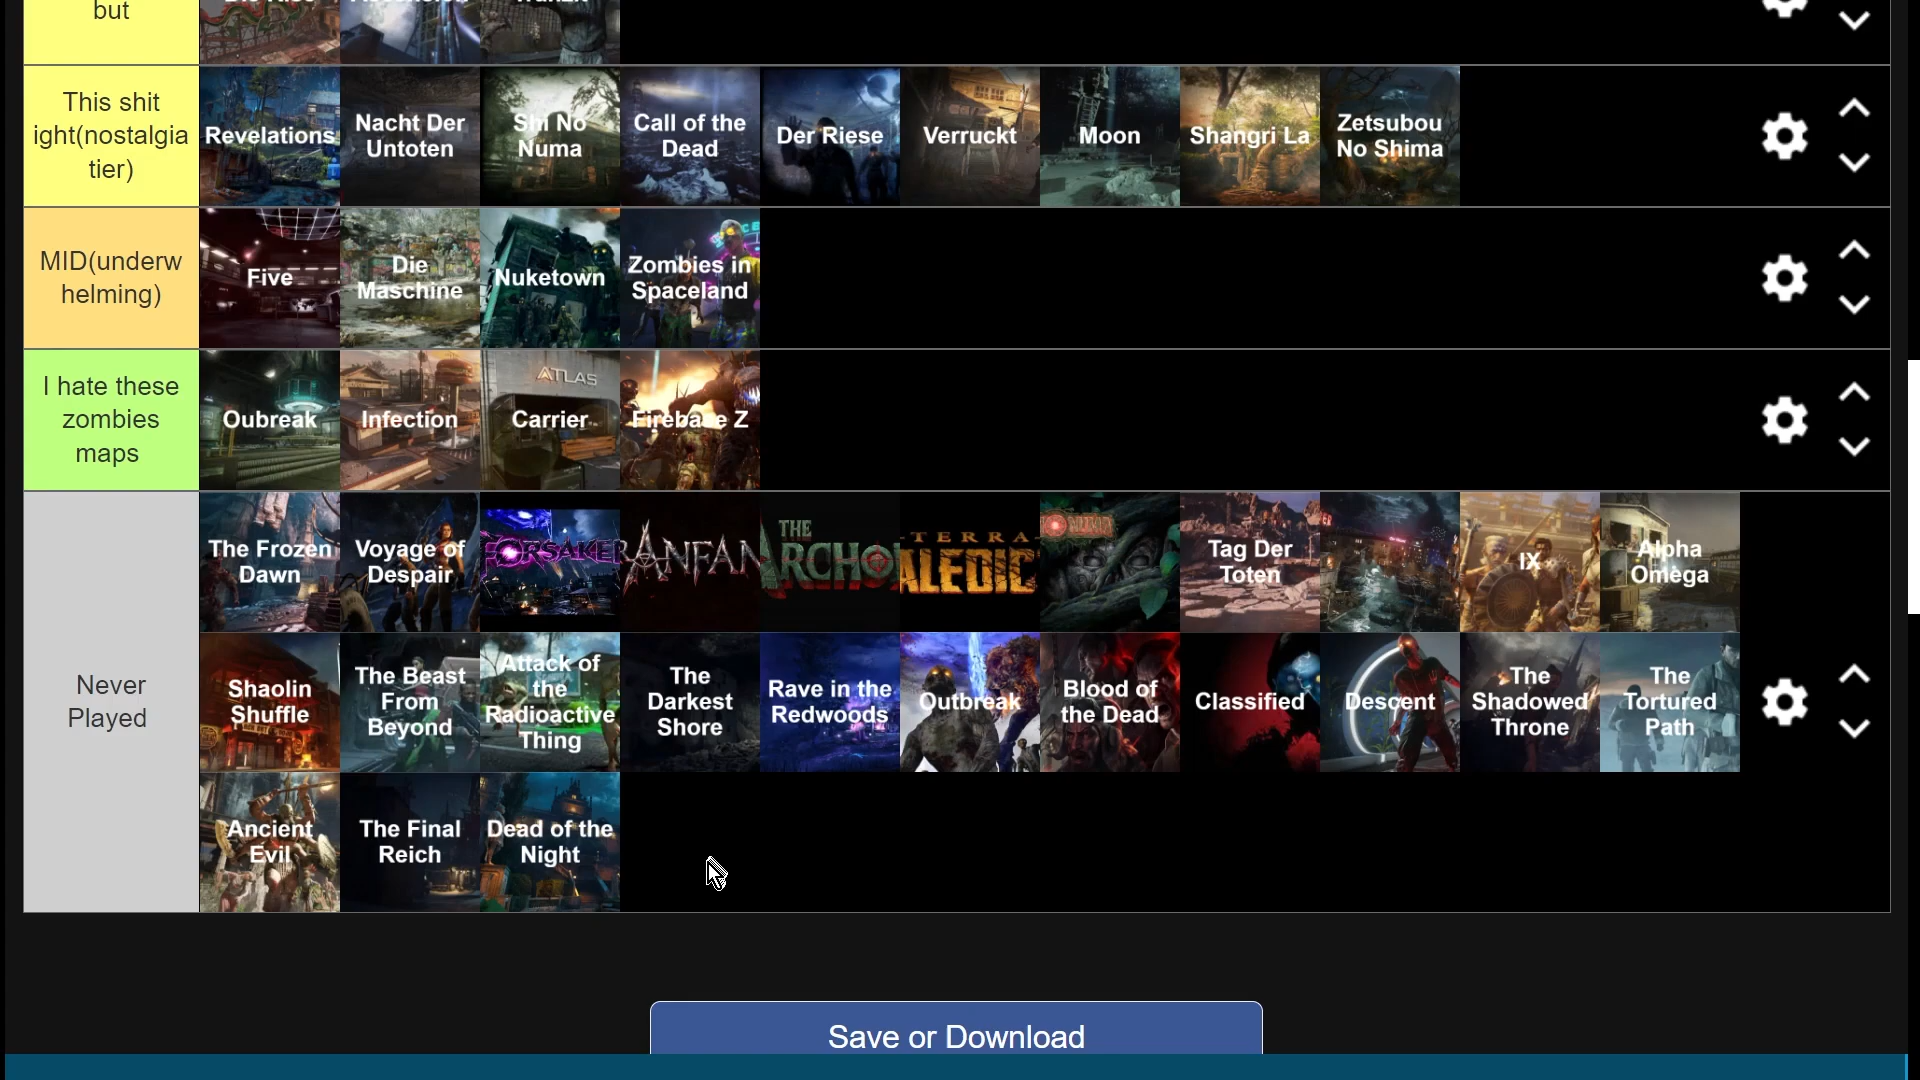 but
This shit
ight(nostalgia
tier)
Revelations
Nacht Der
Untoten
Shi No
Numa
Call of the
Dead
Der Riese
Verruckt
Moon
Shangri La
Zetsubou
No Shima
MID(underw
helming)
Five
Die
Maschine
Nuketown
Zombies in
Spaceland
I hate these
zombies
maps
Oubreak
Infection
ATLAS
Carrier
Firebase Z
Never
Played
The Frozen
Dawn
Voyage of
Despair
FORSAKEN
ANFAN
THE
ARCHO
TERRA
ALEDIC
Tag Der
Toten
IX
Alpha
Omega
Shaolin
Shuffle
The Beast
From
Beyond
Attack of
the
Radioactive
Thing
The
Darkest
Shore
Rave in the
Redwoods
Outbreak
Blood of
the Dead
Classified
Descent
The
Shadowed
Throne
The
Tortured
Path
Ancient
Evil
The Final
Reich
Dead of the
Night
Save or Download